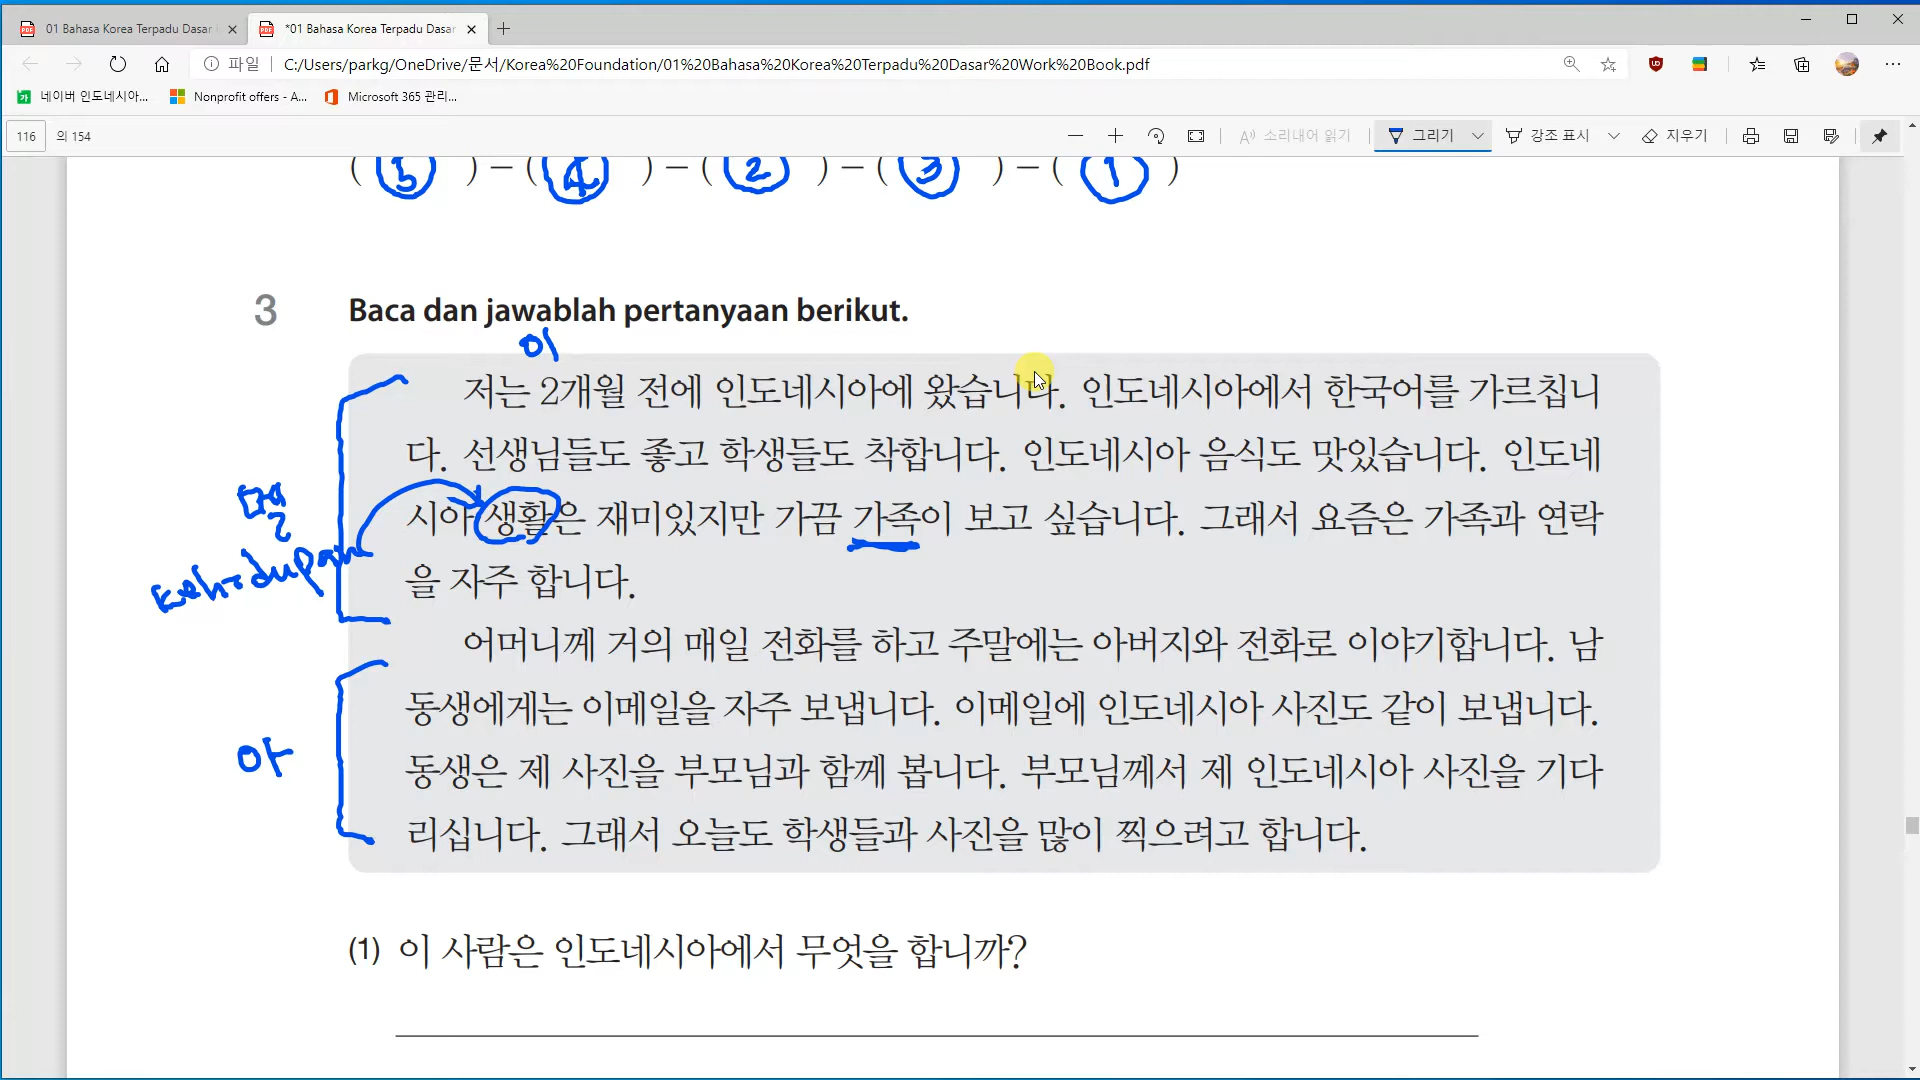 01 Bahasa Korea Terpadu Dasar
*01 Bahasa Korea Terpadu Dasar
파일 C:/Users/parkg/OneDrive/문서/Korea%20Foundation/01%20Bahasa%20Korea%20Terpadu%20Dasar%20Work%20Book.pdf
네이버 인도네시아... Nonprofit offers - A... Microsoft 365 관리...
116 의 154 소리내어 읽기 그리기 강조 표시 지우기
( 5 ) – ( 4 ) – ( 2 ) – ( 3 ) – ( 1 )
3 Baca dan jawablah pertanyaan berikut.
이
저는 2개월 전에 인도네시아에 왔습니다. 인도네시아에서 한국어를 가르칩니
다. 선생님들도 좋고 학생들도 착합니다. 인도네시아 음식도 맛있습니다. 인도네
시아 생활은 재미있지만 가끔 가족이 보고 싶습니다. 그래서 요즘은 가족과 연락
을 자주 합니다.
kehidupan
어머니께 거의 매일 전화를 하고 주말에는 아버지와 전화로 이야기합니다. 남
동생에게는 이메일을 자주 보냅니다. 이메일에 인도네시아 사진도 같이 보냅니다.
동생은 제 사진을 부모님과 함께 봅니다. 부모님께서 제 인도네시아 사진을 기다
리십니다. 그래서 오늘도 학생들과 사진을 많이 찍으려고 합니다.
야
(1) 이 사람은 인도네시아에서 무엇을 합니까?